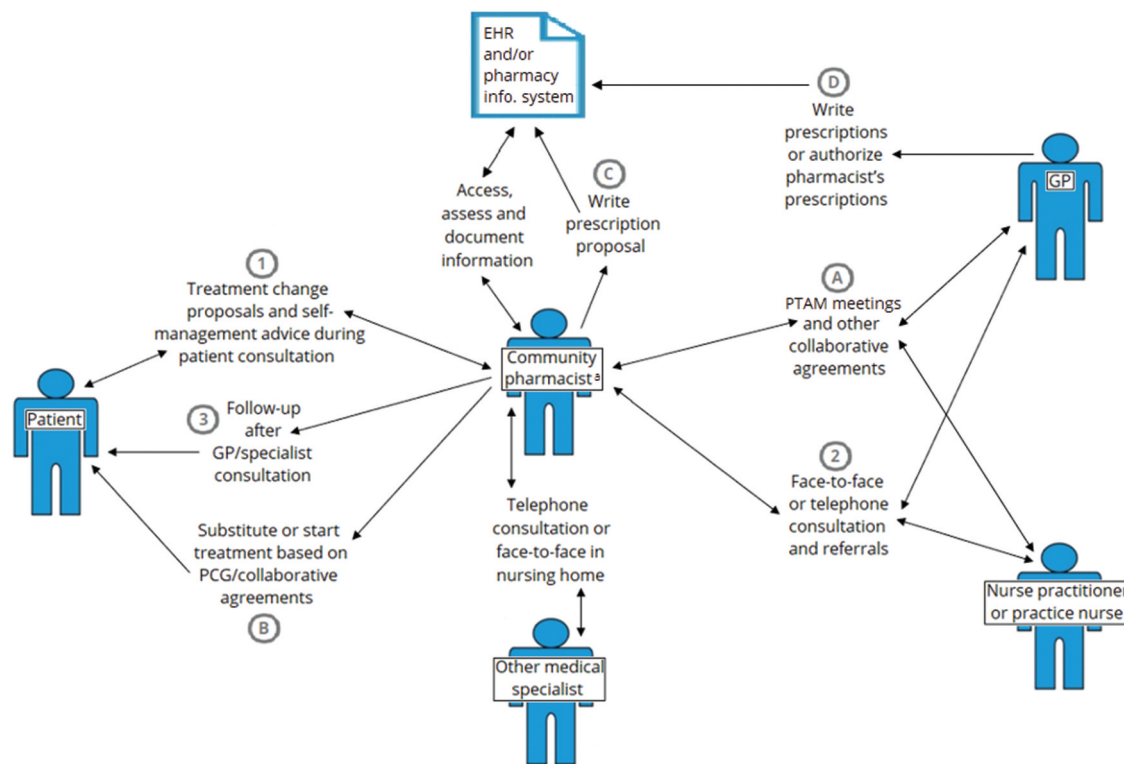 EHR
and/or
pharmacy
info. system
D
Write
prescriptions
or authorize
pharmacist's
prescriptions
GP
C
Write
prescription
proposal
Access,
assess and
document
information
1
Treatment change
proposals and self-
management advice during
patient consultation
A
PTAM meetings
and other
collaborative
agreements
Community
pharmacist a
Patient
3
Follow-up
after
GP/specialist
consultation
2
Face-to-face
or telephone
consultation
and referrals
Telephone
consultation or
face-to-face in
nursing home
Substitute or start
treatment based on
PCG/collaborative
agreements
B
Nurse practitioner
or practice nurse
Other medical
specialist